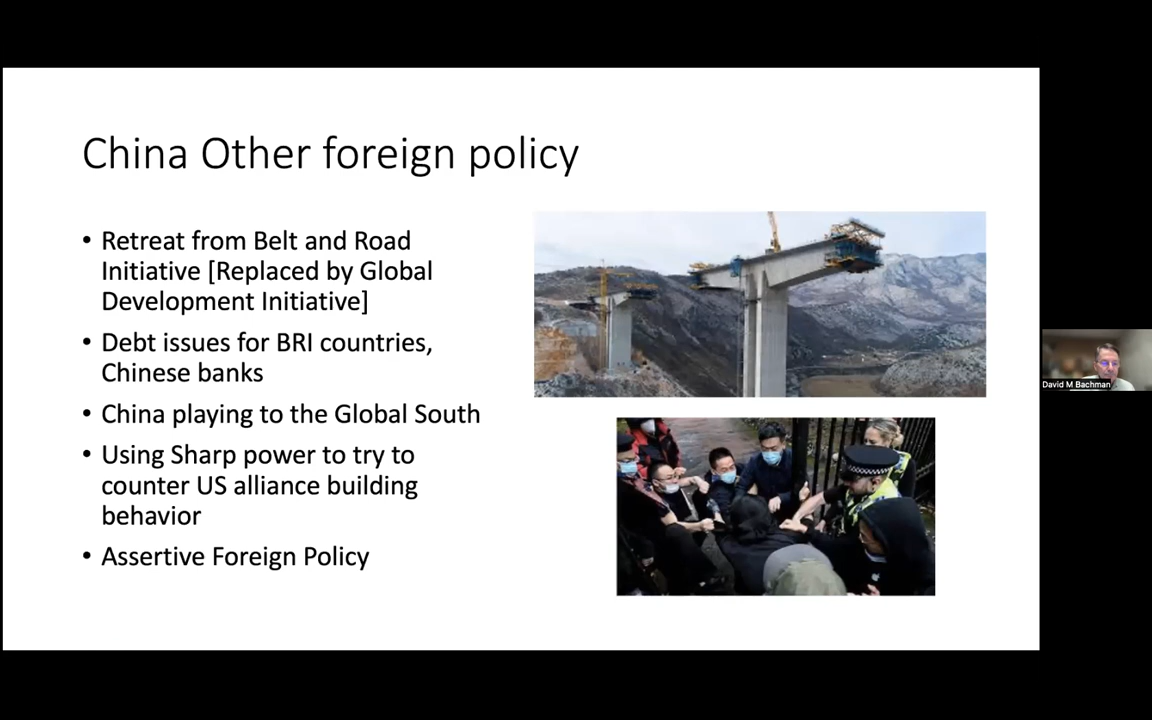 China Other foreign policy
• Retreat from Belt and Road
Initiative [Replaced by Global
Development Initiative]
• Debt issues for BRI countries,
Chinese banks
• China playing to the Global South
• Using Sharp power to try to
counter US alliance building
behavior
• Assertive Foreign Policy
David M Bachman